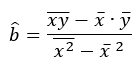 b̂ = (x̅y̅ − x̅ · y̅) / (x̅²̅ − x̅ ²)